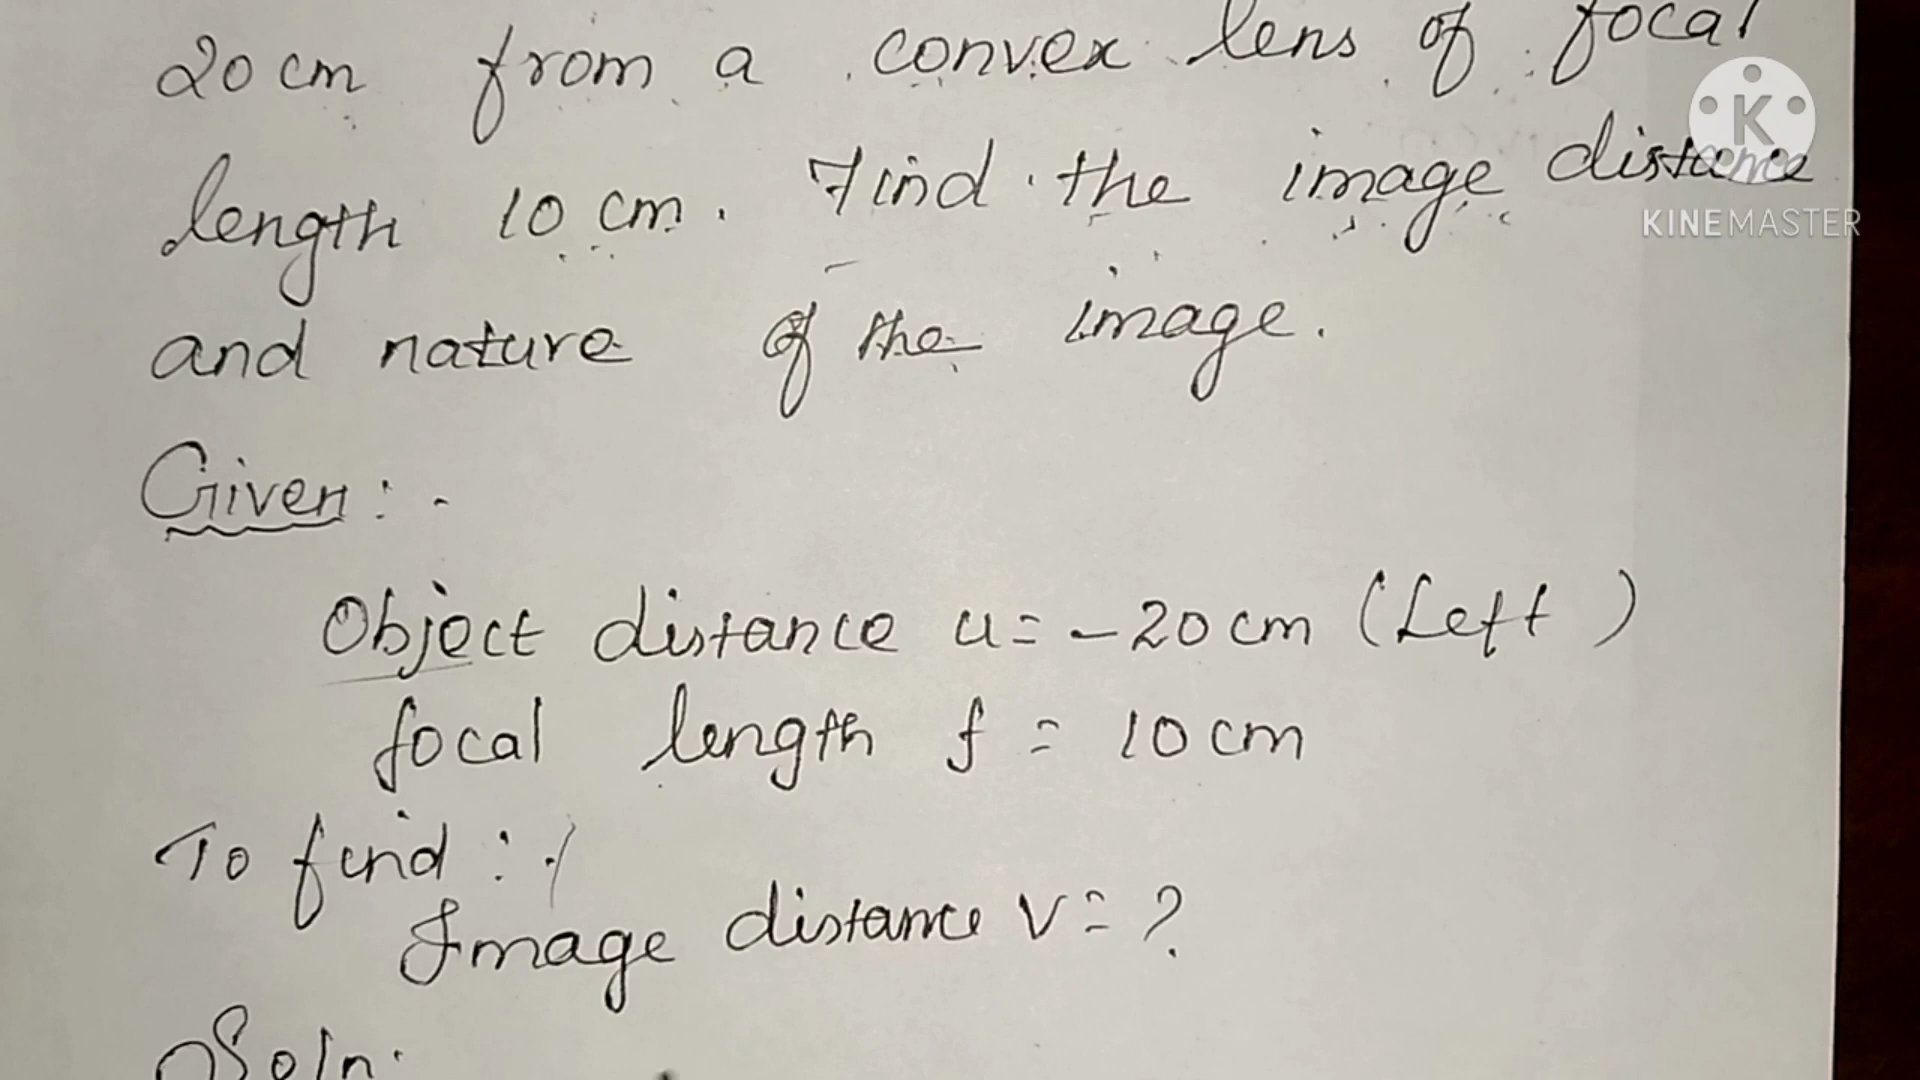 20 cm from a convex lens of focal
length 10 cm. Find the image distance
and nature of the image.
Given :-
Object distance u = -20 cm (Left)
focal length f = 10 cm
To find :-
Image distance v = ?
Soln.
K
KINEMASTER